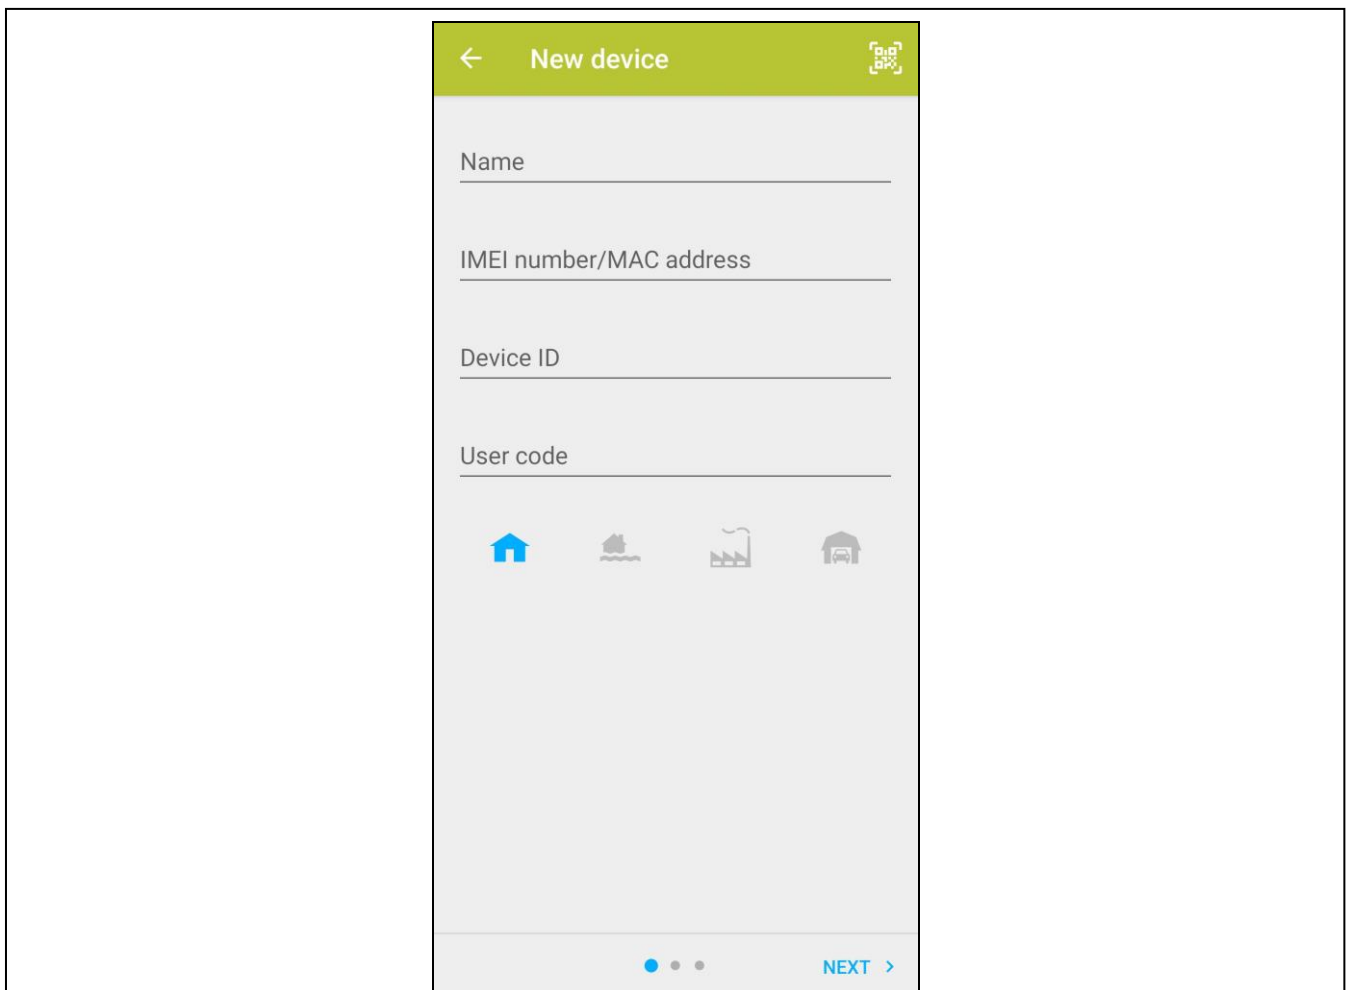 New device
Name
IMEI number/MAC address
Device ID
User code
NEXT